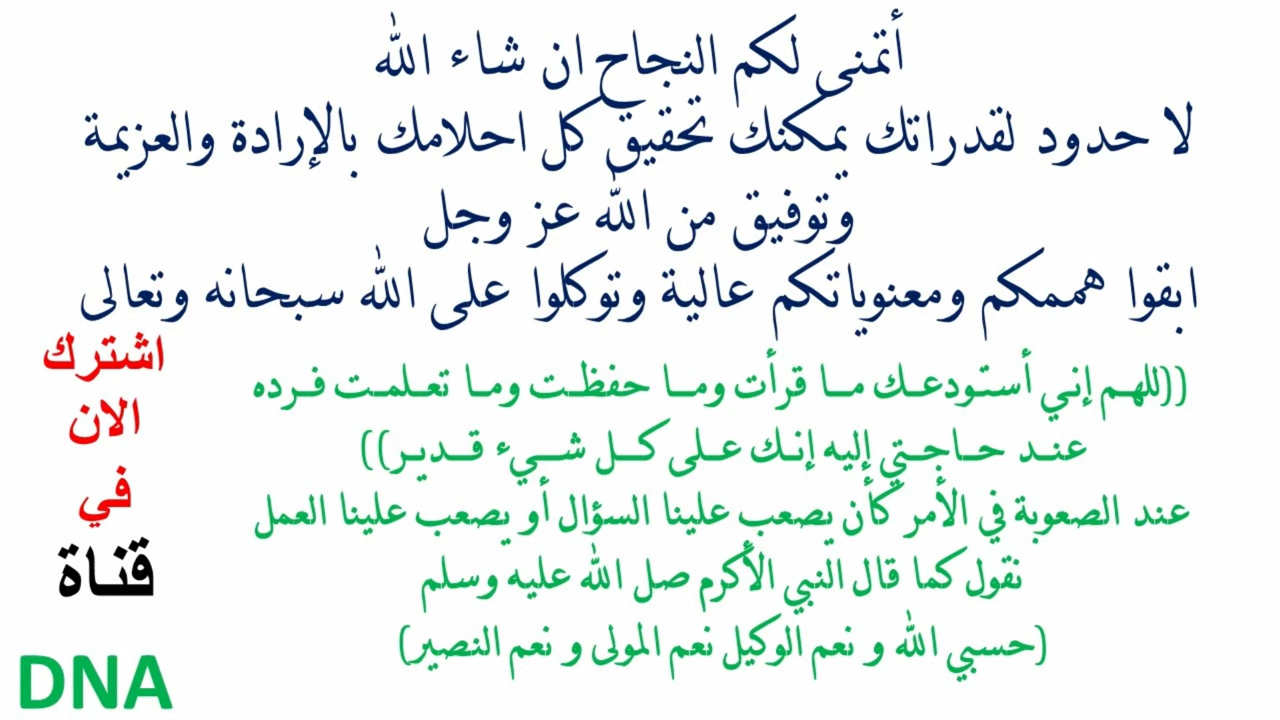 أتمنى لكم النجاح ان شاء الله
لا حدود لقدراتك يمكنك تحقيق كل احلامك بالإرادة والعزيمة
وتوفيق من الله عز وجل
ابقوا هممكم ومعنوياتكم عالية وتوكلوا على الله سبحانه وتعالى
((للهم إني أستودعك ما قرأت وما حفظت وما تعلمت فرده
عند حاجتي إليه إنك على كل شيء قدير))
عند الصعوبة في الأمر كأن يصعب علينا السؤال أو يصعب علينا العمل
نقول كما قال النبي الأكرم صل الله عليه وسلم
(حسبي الله و نعم الوكيل نعم المولى و نعم النصير)
اشترك
الان
في
قناة
DNA